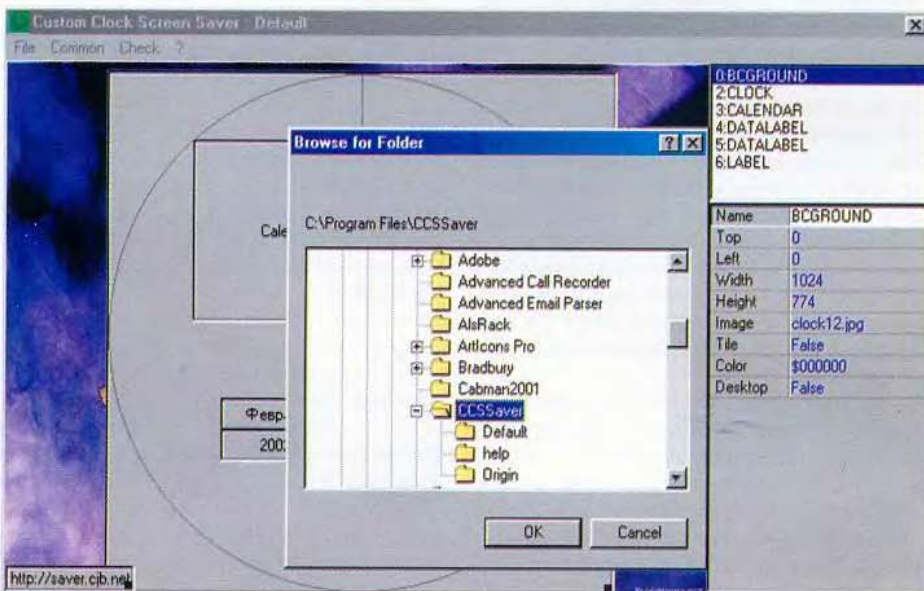 Custom Clock Screen Saver : Default
File Common Check ?
0:BCGROUND
2:CLOCK
3:CALENDAR
4:DATALABEL
5:DATALABEL
6:LABEL
Name BCGROUND
Top 0
Left 0
Width 1024
Height 774
Image clock12.jpg
Tile False
Color $000000
Desktop False
Cale
Февр
200
http://saver.cjb.net
Browse for Folder
C:\Program Files\CCSSaver
Adobe
Advanced Call Recorder
Advanced Email Parser
AlsRack
ArtIcons Pro
Bradbury
Cabman2001
CCSSaver
Default
help
Origin
OK Cancel